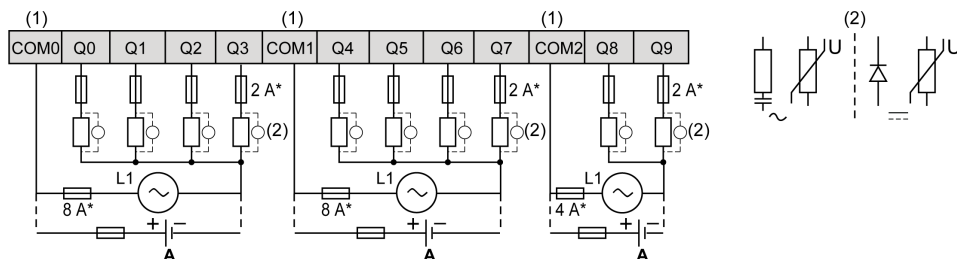 (1) (1) (1) (2)
COM0 Q0 Q1 Q2 Q3 COM1 Q4 Q5 Q6 Q7 COM2 Q8 Q9
U U
2 A* 2 A* 2 A*
(2) (2) (2)
L1 L1 L1
8 A* 8 A* 4 A*
+ − + − + −
A A A